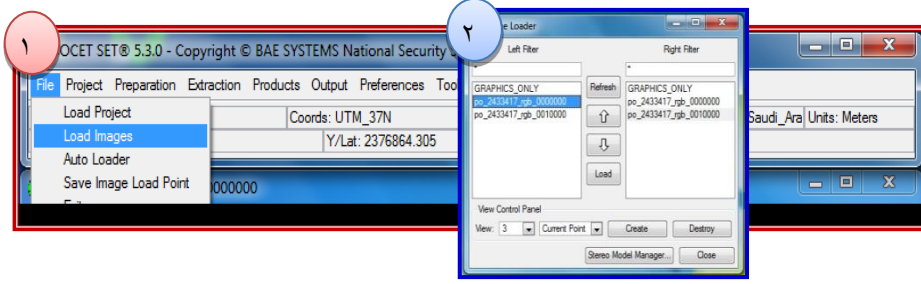 ١
OCET SET® 5.3.0 - Copyright © BAE SYSTEMS National Security
File Project Preparation Extraction Products Output Preferences
Load Project
Load Images
Auto Loader
Save Image Load Point
Coords: UTM_37N
Y/Lat: 2376864.305
Units: Meters
0000000
٢
Loader
Left Filter Right Filter
* *
GRAPHICS_ONLY
po_2433417_rgb_0000000
po_2433417_rgb_0010000
Refresh
Load
GRAPHICS_ONLY
po_2433417_rgb_0000000
po_2433417_rgb_0010000
View Control Panel
View: 3 Current Point Create Destroy
Stereo Model Manager... Close